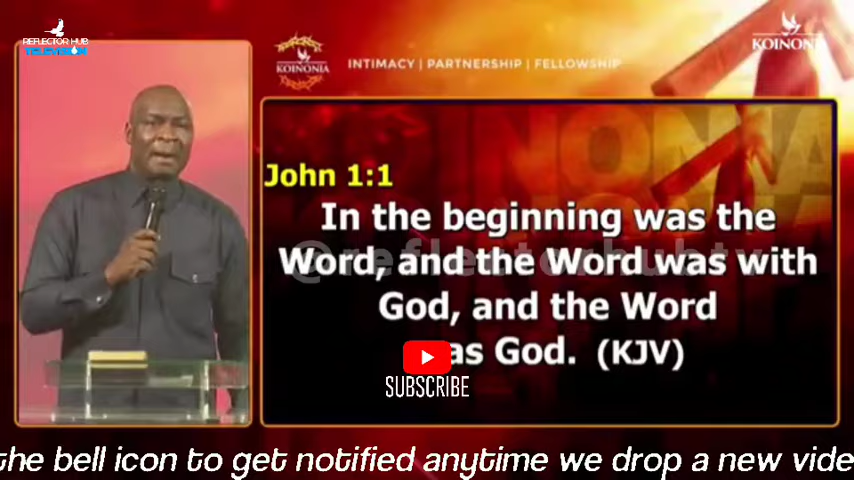 REFLECTOR HUB
TELEVISION
KOINONIA
INTIMACY | PARTNERSHIP | FELLOWSHIP
KOINONIA
John 1:1
In the beginning was the
Word, and the Word was with
God, and the Word
as God. (KJV)
@reflectorhubtv
SUBSCRIBE
the bell icon to get notified anytime we drop a new vide